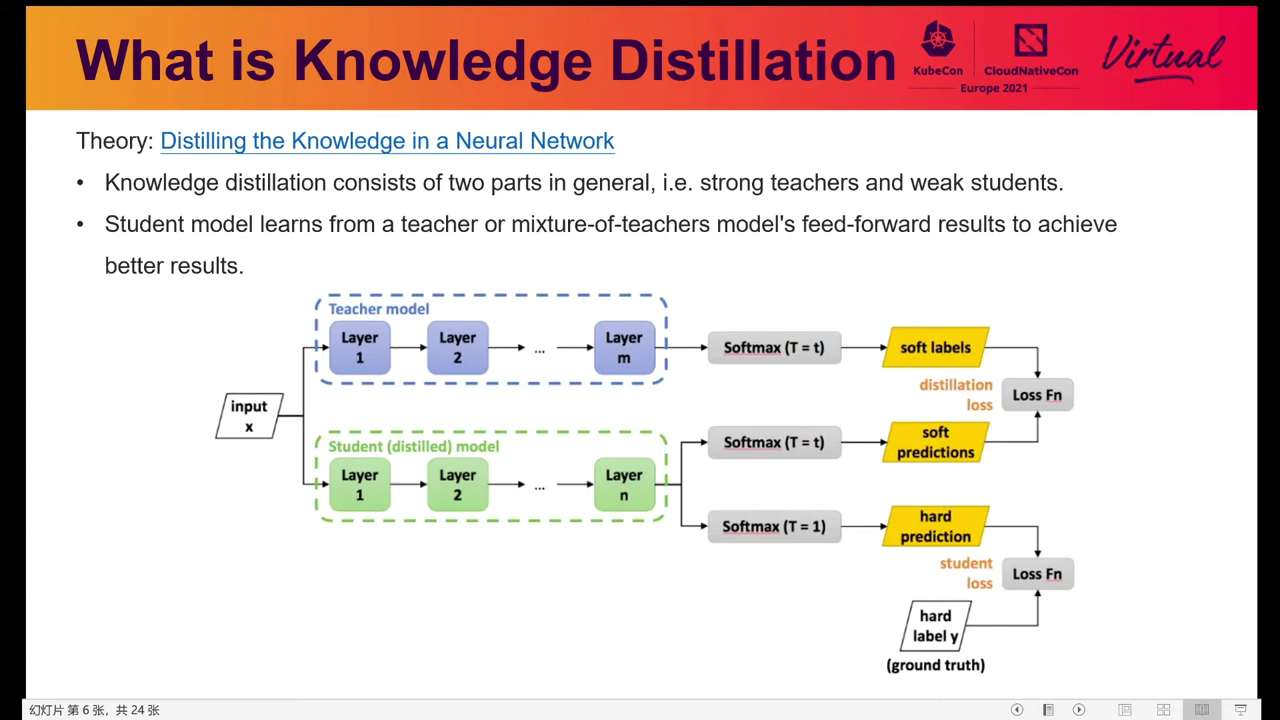 What is Knowledge Distillation
KubeCon
CloudNativeCon
Europe 2021
Virtual
Theory: Distilling the Knowledge in a Neural Network
• Knowledge distillation consists of two parts in general, i.e. strong teachers and weak students.
• Student model learns from a teacher or mixture-of-teachers model's feed-forward results to achieve
better results.
Teacher model
Layer
1
Layer
2
...
Layer
m
Softmax (T = t)
soft labels
distillation
loss
Loss Fn
input
x
Student (distilled) model
Layer
1
Layer
2
...
Layer
n
Softmax (T = t)
soft
predictions
Softmax (T = 1)
hard
prediction
student
loss
Loss Fn
hard
label y
(ground truth)
幻灯片 第 6 张，共 24 张